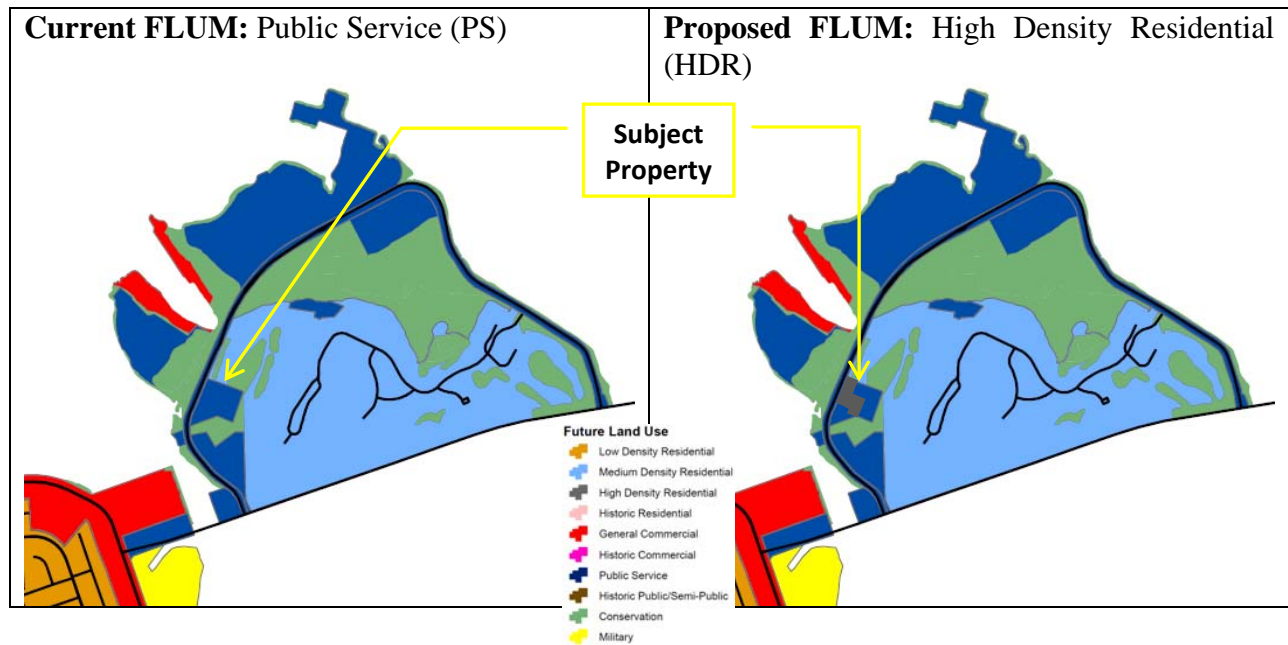 Current FLUM: Public Service (PS)
Proposed FLUM: High Density Residential
(HDR)
Subject
Property
Future Land Use
Low Density Residential
Medium Density Residential
High Density Residential
Historic Residential
General Commercial
Historic Commercial
Public Service
Historic Public/Semi-Public
Conservation
Military